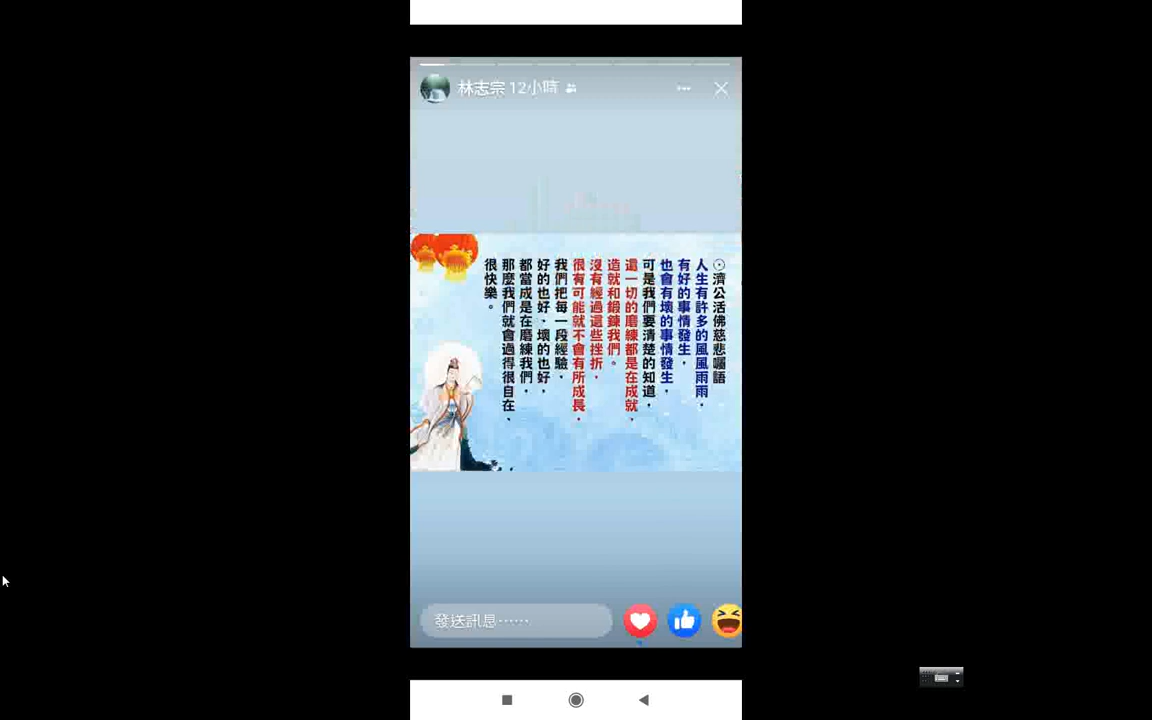 林志宗 12小時
⊙濟公活佛慈悲囑語
人生有許多的風風雨雨，
有好的事情發生，
也會有壞的事情發生，
可是我們要清楚的知道，
這一切的磨練都是在成就、
造就和鍛鍊我們。
沒有經過這些挫折，
很有可能就不會有所成長，
我們把每一段經驗，
好的也好、壞的也好，
都當成是在磨練我們，
那麼我們就會過得很自在、
很快樂。
發送訊息……